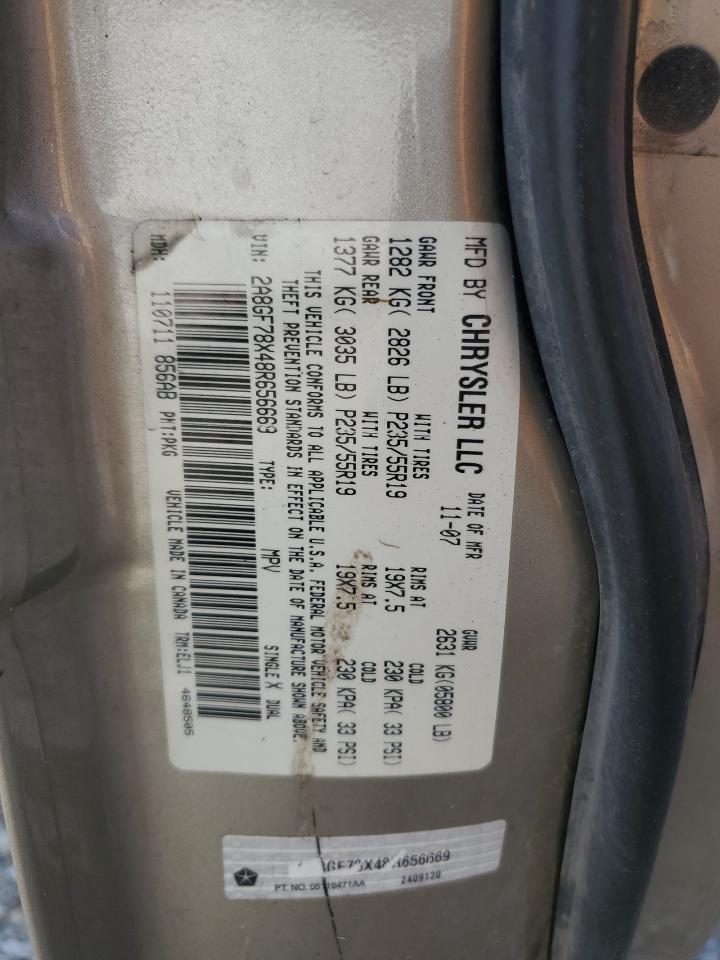 MFD BY CHRYSLER LLC DATE OF MFR 11-07 GVWR 2631 KG(05800 LB)
GAWR FRONT WITH TIRES RIMS AT COLD
1282 KG( 2826 LB) P235/55R19 19X7.5 230 KPA( 33 PSI)
GAWR REAR WITH TIRES RIMS AT COLD
1377 KG( 3035 LB) P235/55R19 19X7.5 230 KPA( 33 PSI)
THIS VEHICLE CONFORMS TO ALL APPLICABLE U.S.A. FEDERAL MOTOR VEHICLE SAFETY AND
THEFT PREVENTION STANDARDS IN EFFECT ON THE DATE OF MANUFACTURE SHOWN ABOVE.
VIN: 2A8GF78X48R656669 TYPE: MPV SINGLE X DUAL
MDH: 110711 856AB PNT:PKG VEHICLE MADE IN CANADA TRM:ELJ1 4648505
PT. NO. 2409120